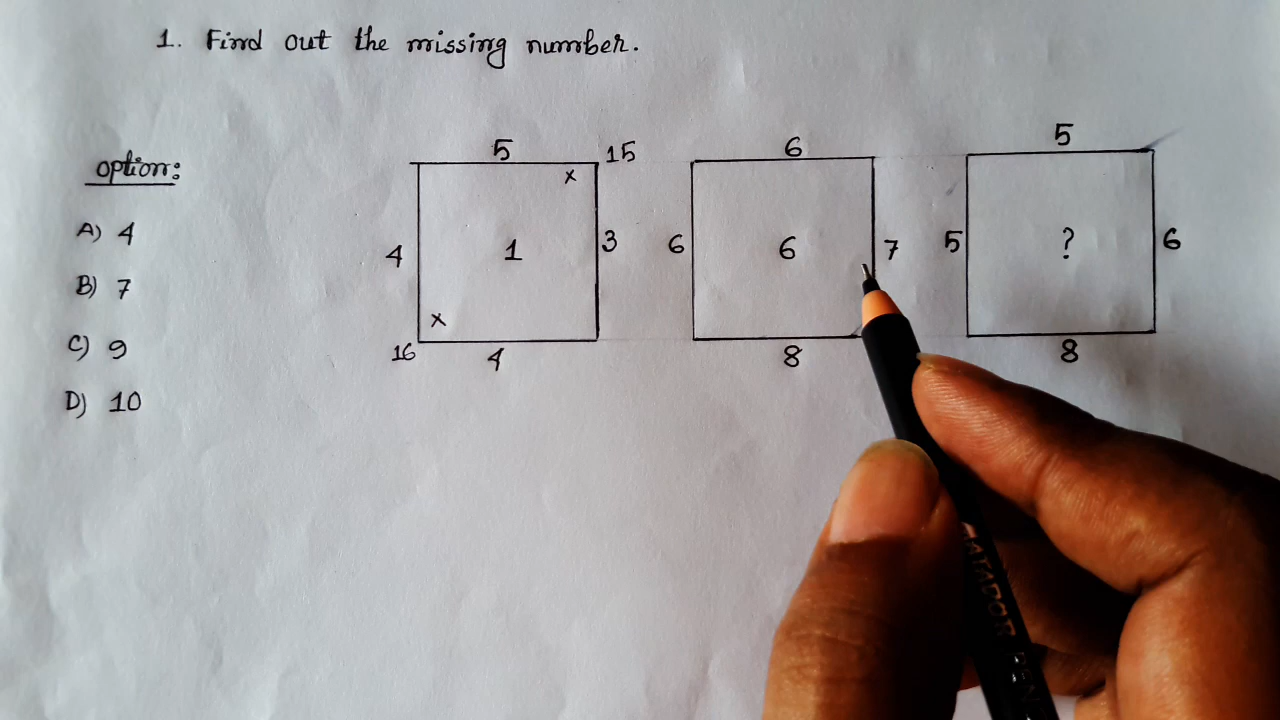 1. Find out the missing number.
option:
A) 4
B) 7
C) 9
D) 10
5 15
x
4 1 3
x
16 4
6
6 6 7
8
5
5 ? 6
8
MATADOR